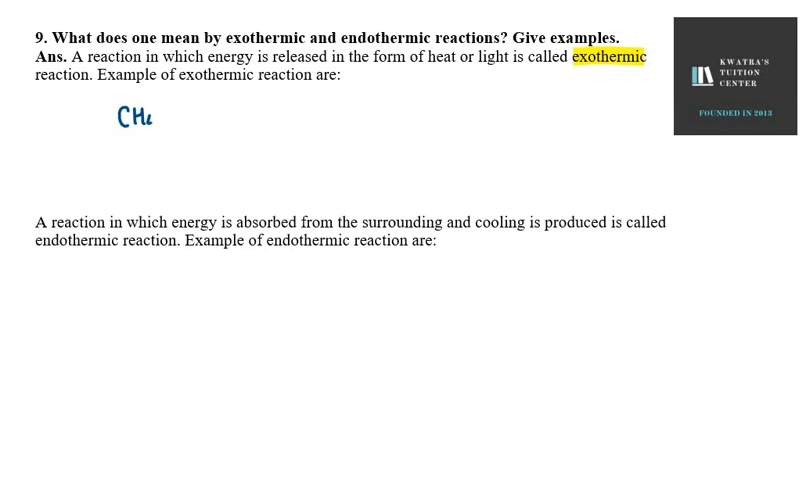 9. What does one mean by exothermic and endothermic reactions? Give examples.
Ans. A reaction in which energy is released in the form of heat or light is called exothermic
reaction. Example of exothermic reaction are:
CH
A reaction in which energy is absorbed from the surrounding and cooling is produced is called
endothermic reaction. Example of endothermic reaction are:
KWATRA'S
TUITION
CENTER
FOUNDED IN 2013